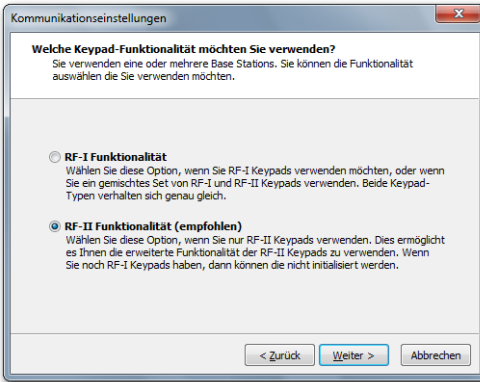 Kommunikationseinstellungen
Welche Keypad-Funktionalität möchten Sie verwenden?
Sie verwenden eine oder mehrere Base Stations. Sie können die Funktionalität
auswählen die Sie verwenden möchten.
RF-I Funktionalität
Wählen Sie diese Option, wenn Sie RF-I Keypads verwenden möchten, oder wenn
Sie ein gemischtes Set von RF-I und RF-II Keypads verwenden. Beide Keypad-
Typen verhalten sich genau gleich.
RF-II Funktionalität (empfohlen)
Wählen Sie diese Option, wenn Sie nur RF-II Keypads verwenden. Dies ermöglicht
es Ihnen die erweiterte Funktionalität der RF-II Keypads zu verwenden. Wenn
Sie noch RF-I Keypads haben, dann können die nicht initialisiert werden.
< Zurück Weiter > Abbrechen